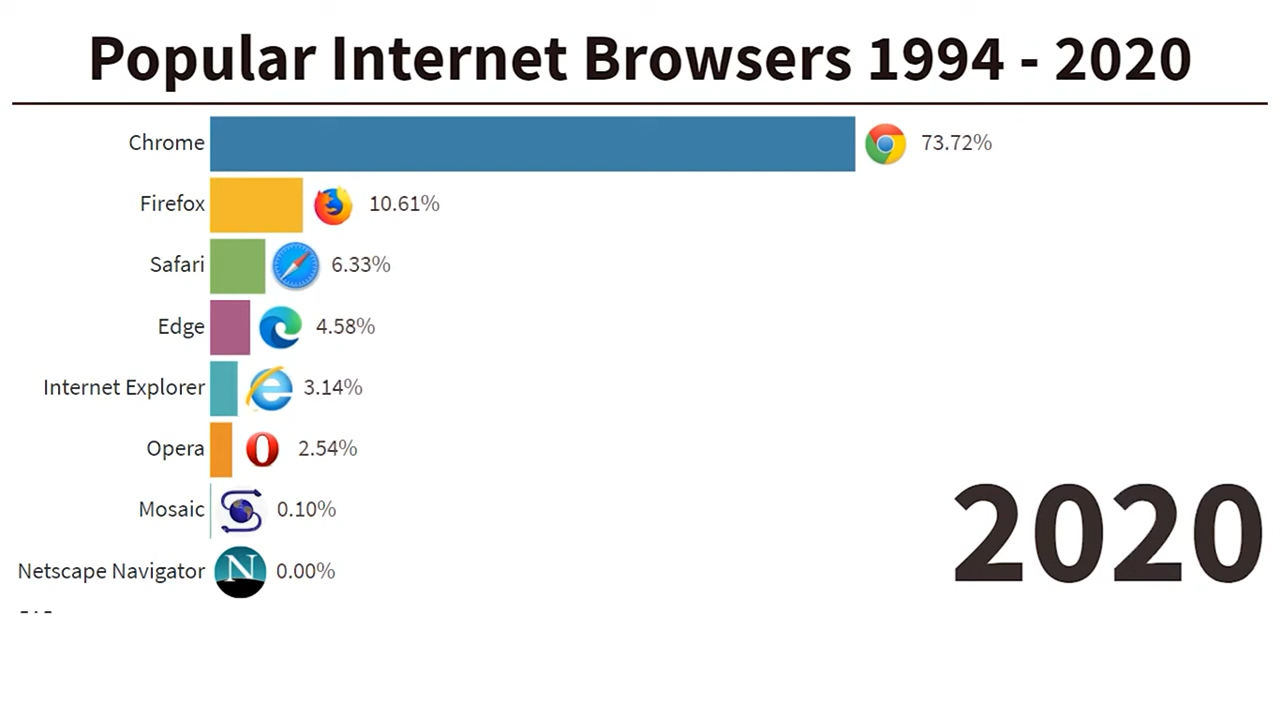 Popular Internet Browsers 1994 - 2020
Chrome 73.72%
Firefox 10.61%
Safari 6.33%
Edge 4.58%
Internet Explorer 3.14%
Opera 2.54%
Mosaic 0.10%
Netscape Navigator N 0.00%
2020